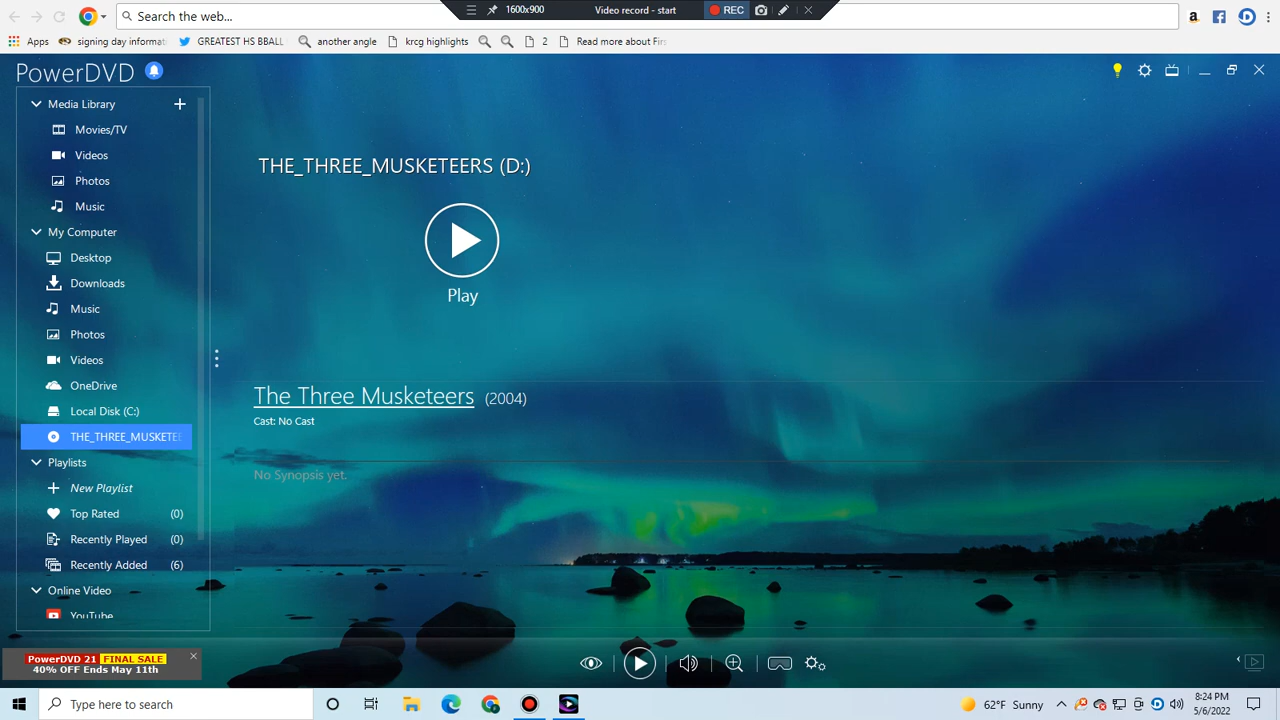 1600x900
Video record - start
REC
Search the web...
Apps
signing day informat
GREATEST HS BBALL
another angle
krcg highlights
2
Read more about Firs
PowerDVD
Media Library
Movies/TV
Videos
Photos
Music
My Computer
Desktop
Downloads
Music
Photos
Videos
OneDrive
Local Disk (C:)
THE_THREE_MUSKETE
Playlists
New Playlist
Top Rated (0)
Recently Played (0)
Recently Added (6)
Online Video
YouTube
THE_THREE_MUSKETEERS (D:)
Play
The Three Musketeers (2004)
Cast: No Cast
No Synopsis yet.
PowerDVD 21 FINAL SALE
40% OFF Ends May 11th
Type here to search
62°F Sunny
8:24 PM
5/6/2022